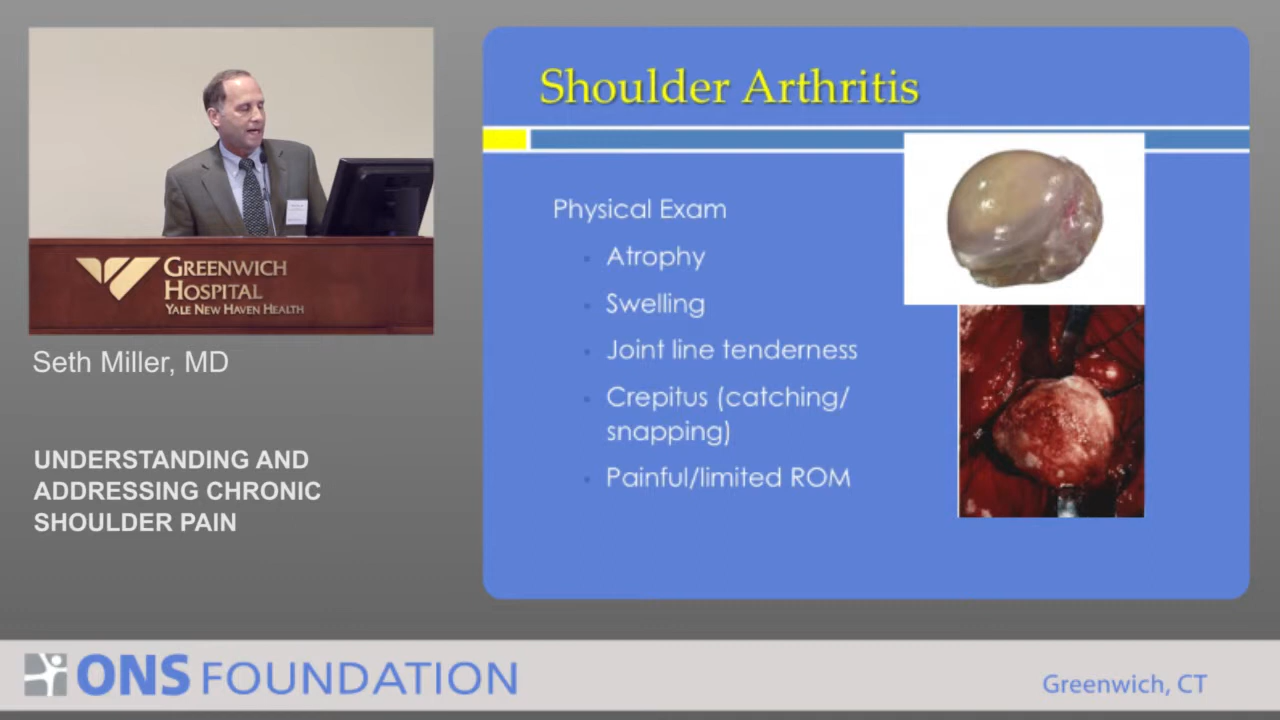 GREENWICH
HOSPITAL
YALE NEW HAVEN HEALTH
Seth Miller, MD
UNDERSTANDING AND
ADDRESSING CHRONIC
SHOULDER PAIN
Shoulder Arthritis
Physical Exam
Atrophy
Swelling
Joint line tenderness
Crepitus (catching/
snapping)
Painful/limited ROM
ONS FOUNDATION
Greenwich, CT